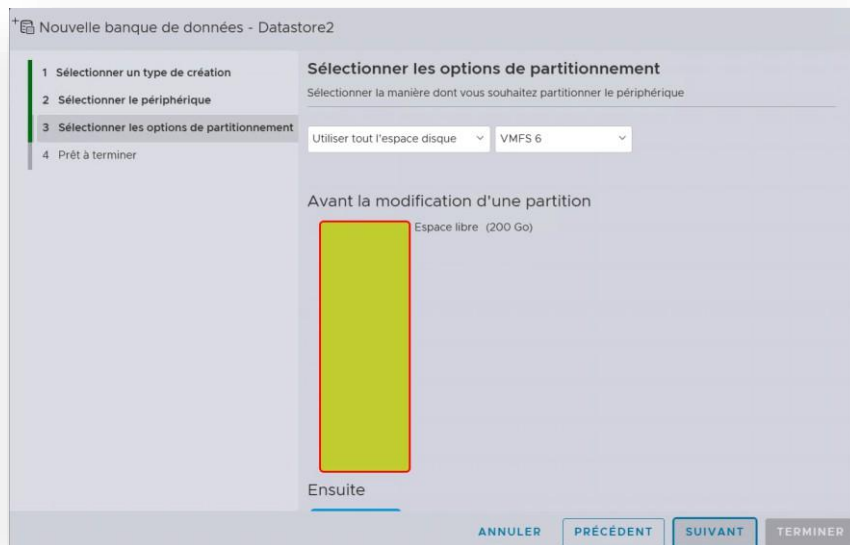 Nouvelle banque de données - Datastore2
1 Sélectionner un type de création
2 Sélectionner le périphérique
3 Sélectionner les options de partitionnement
4 Prêt à terminer
Sélectionner les options de partitionnement
Sélectionner la manière dont vous souhaitez partitionner le périphérique
Utiliser tout l'espace disque VMFS 6
Avant la modification d'une partition
Espace libre (200 Go)
Ensuite
ANNULER PRÉCÉDENT SUIVANT TERMINER